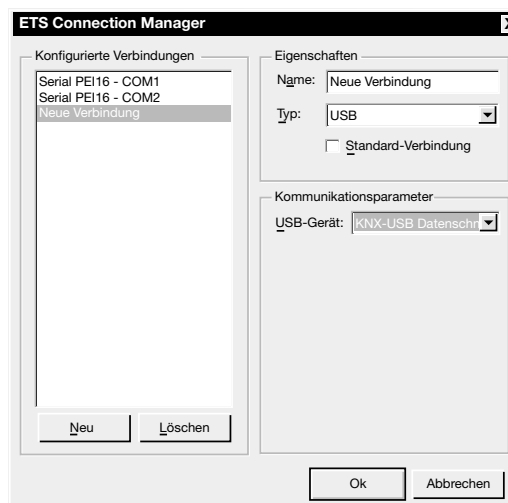 ETS Connection Manager
Konfigurierte Verbindungen
Serial PEI16 - COM1
Serial PEI16 - COM2
Neue Verbindung
Neu
Löschen
Eigenschaften
Name: Neue Verbindung
Typ: USB
Standard-Verbindung
Kommunikationsparameter
USB-Gerät: KNX-USB Datenschr
Ok
Abbrechen